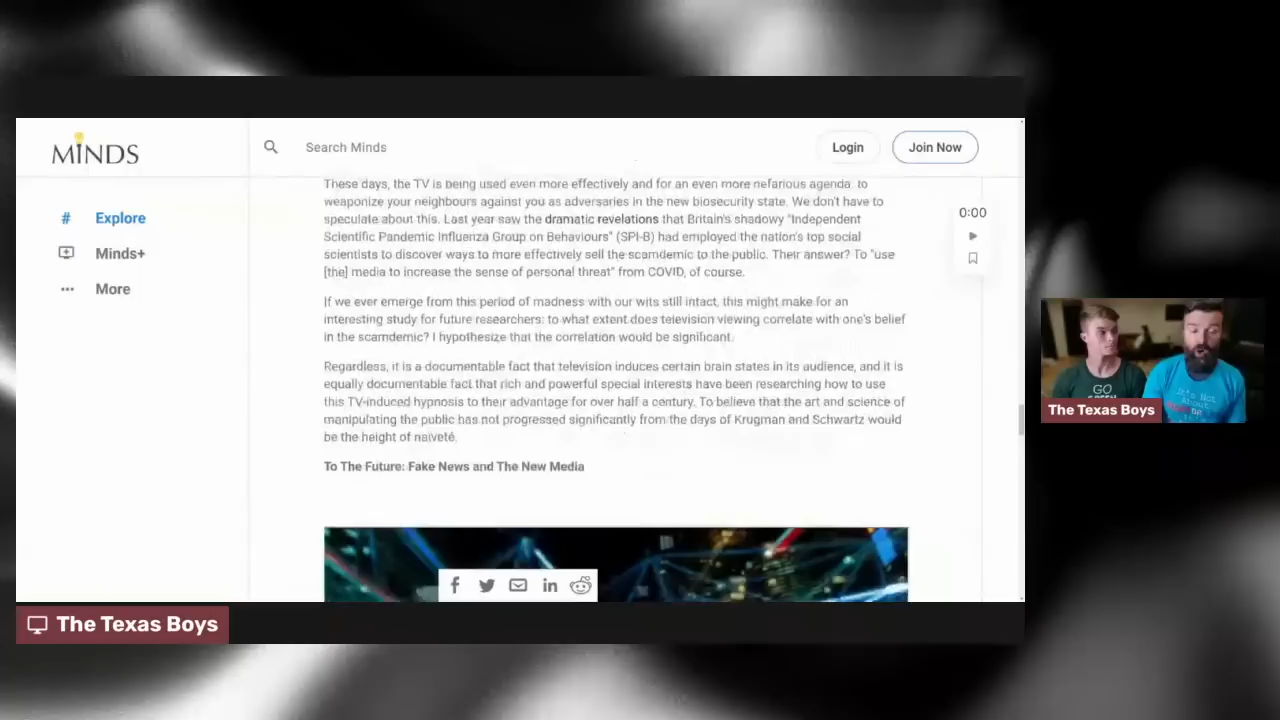 MINDS
Search Minds
Login
Join Now
# Explore
Minds+
More
These days, the TV is being used even more effectively and for an even more nefarious agenda: to
weaponize your neighbours against you as adversaries in the new biosecurity state. We don't have to
speculate about this. Last year saw the dramatic revelations that Britain's shadowy "Independent
Scientific Pandemic Influenza Group on Behaviours" (SPI-B) had employed the nation's top social
scientists to discover ways to more effectively sell the scamdemic to the public. Their answer? To "use
[the] media to increase the sense of personal threat" from COVID, of course.
If we ever emerge from this period of madness with our wits still intact, this might make for an
interesting study for future researchers: to what extent does television viewing correlate with one's belief
in the scamdemic? I hypothesize that the correlation would be significant.
Regardless, it is a documentable fact that television induces certain brain states in its audience, and it is
equally documentable fact that rich and powerful special interests have been researching how to use
this TV-induced hypnosis to their advantage for over half a century. To believe that the art and science of
manipulating the public has not progressed significantly from the days of Krugman and Schwartz would
be the height of naïveté.
To The Future: Fake News and The New Media
0:00
GO
It's Not
About
The Texas Boys
The Texas Boys